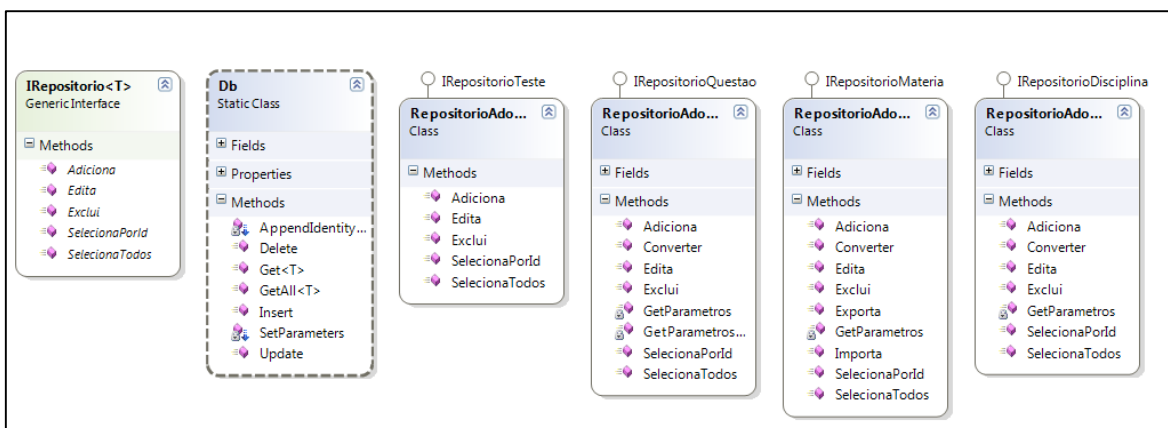 IRepositorio<T>
Generic Interface
Methods
Adiciona
Edita
Exclui
SelecionaPorId
SelecionaTodos
Db
Static Class
Fields
Properties
Methods
AppendIdentity...
Delete
Get<T>
GetAll<T>
Insert
SetParameters
Update
IRepositorioTeste
RepositorioAdo...
Class
Methods
Adiciona
Edita
Exclui
SelecionaPorId
SelecionaTodos
IRepositorioQuestao
RepositorioAdo...
Class
Fields
Methods
Adiciona
Converter
Edita
Exclui
GetParametros
GetParametros...
SelecionaPorId
SelecionaTodos
IRepositorioMateria
RepositorioAdo...
Class
Fields
Methods
Adiciona
Converter
Edita
Exclui
Exporta
GetParametros
Importa
SelecionaPorId
SelecionaTodos
IRepositorioDisciplina
RepositorioAdo...
Class
Fields
Methods
Adiciona
Converter
Edita
Exclui
GetParametros
SelecionaPorId
SelecionaTodos